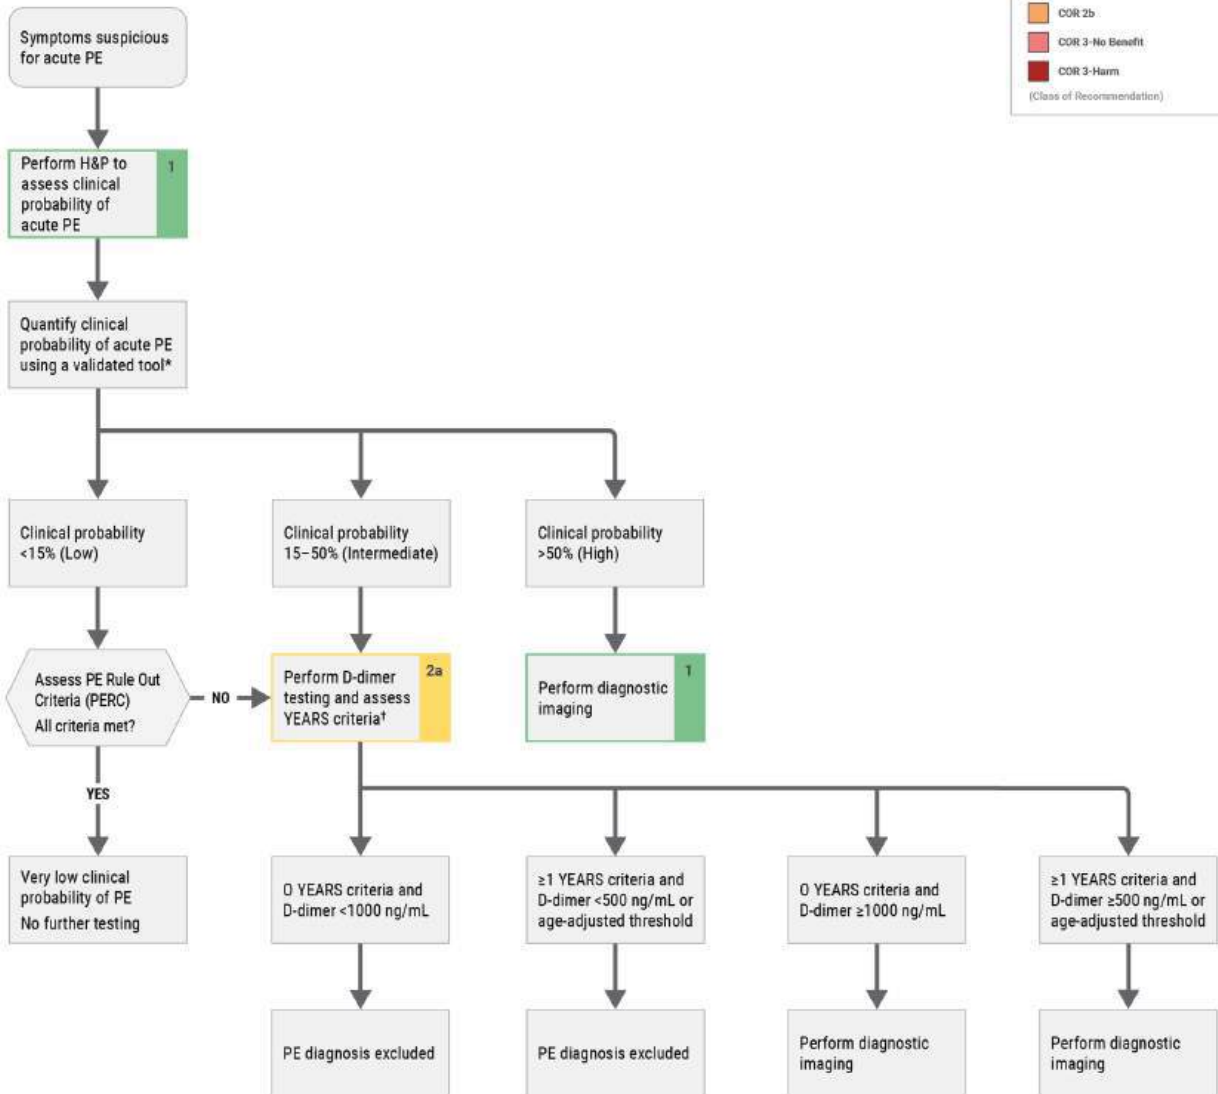 COR 2b
COR 3-No Benefit
COR 3-Harm
(Class of Recommendation)
Symptoms suspicious
for acute PE
Perform H&P to
assess clinical
probability of
acute PE
1
Quantify clinical
probability of acute PE
using a validated tool*
Clinical probability
<15% (Low)
Clinical probability
15–50% (Intermediate)
Clinical probability
>50% (High)
Assess PE Rule Out
Criteria (PERC)
All criteria met?
NO
Perform D-dimer
testing and assess
YEARS criteria†
2a
Perform diagnostic
imaging
1
YES
Very low clinical
probability of PE
No further testing
0 YEARS criteria and
D-dimer <1000 ng/mL
≥1 YEARS criteria and
D-dimer <500 ng/mL or
age-adjusted threshold
0 YEARS criteria and
D-dimer ≥1000 ng/mL
≥1 YEARS criteria and
D-dimer ≥500 ng/mL or
age-adjusted threshold
PE diagnosis excluded
PE diagnosis excluded
Perform diagnostic
imaging
Perform diagnostic
imaging